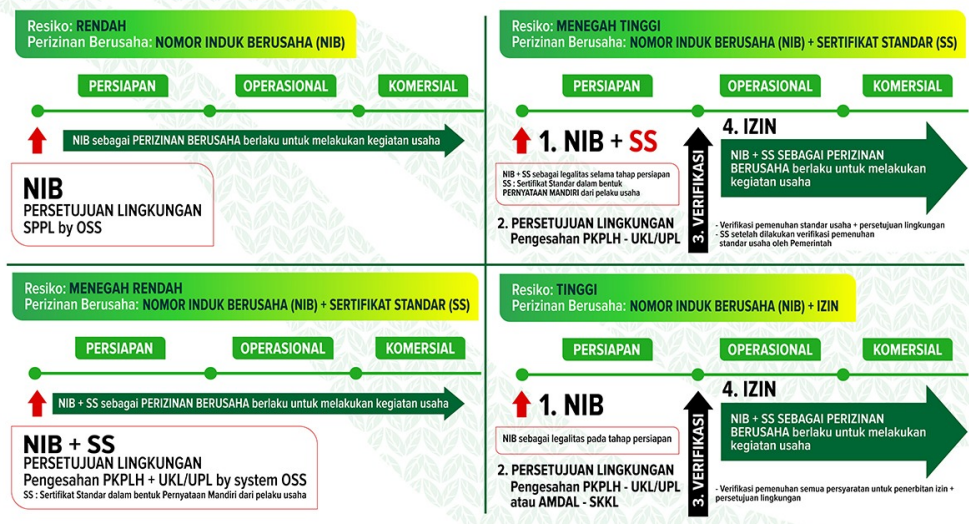 Resiko: RENDAH
Perizinan Berusaha: NOMOR INDUK BERUSAHA (NIB)
PERSIAPAN
OPERASIONAL
KOMERSIAL
NIB sebagai PERIZINAN BERUSAHA berlaku untuk melakukan kegiatan usaha
NIB
PERSETUJUAN LINGKUNGAN
SPPL by OSS
Resiko: MENEGAH TINGGI
Perizinan Berusaha: NOMOR INDUK BERUSAHA (NIB) + SERTIFIKAT STANDAR (SS)
PERSIAPAN
OPERASIONAL
KOMERSIAL
1. NIB + SS
NIB + SS sebagai legalitas selama tahap persiapan
SS : Sertifikat Standar dalam bentuk
PERNYATAAN MANDIRI dari pelaku usaha
2. PERSETUJUAN LINGKUNGAN
Pengesahan PKPLH - UKL/UPL
3. VERIFIKASI
4. IZIN
NIB + SS SEBAGAI PERIZINAN
BERUSAHA berlaku untuk melakukan
kegiatan usaha
- Verifikasi pemenuhan standar usaha + persetujuan lingkungan
- SS setelah dilakukan verifikasi pemenuhan
standar usaha oleh Pemerintah
Resiko: MENEGAH RENDAH
Perizinan Berusaha: NOMOR INDUK BERUSAHA (NIB) + SERTIFIKAT STANDAR (SS)
PERSIAPAN
OPERASIONAL
KOMERSIAL
NIB + SS sebagai PERIZINAN BERUSAHA berlaku untuk melakukan kegiatan usaha
NIB + SS
PERSETUJUAN LINGKUNGAN
Pengesahan PKPLH + UKL/UPL by system OSS
SS : Sertifikat Standar dalam bentuk Pernyataan Mandiri dari pelaku usaha
Resiko: TINGGI
Perizinan Berusaha: NOMOR INDUK BERUSAHA (NIB) + IZIN
PERSIAPAN
OPERASIONAL
KOMERSIAL
1. NIB
NIB sebagai legalitas pada tahap persiapan
2. PERSETUJUAN LINGKUNGAN
Pengesahan PKPLH - UKL/UPL
atau AMDAL - SKKL
3. VERIFIKASI
4. IZIN
NIB + SS SEBAGAI PERIZINAN
BERUSAHA berlaku untuk melakukan
kegiatan usaha
- Verifikasi pemenuhan semua persyaratan untuk penerbitan izin +
persetujuan lingkungan